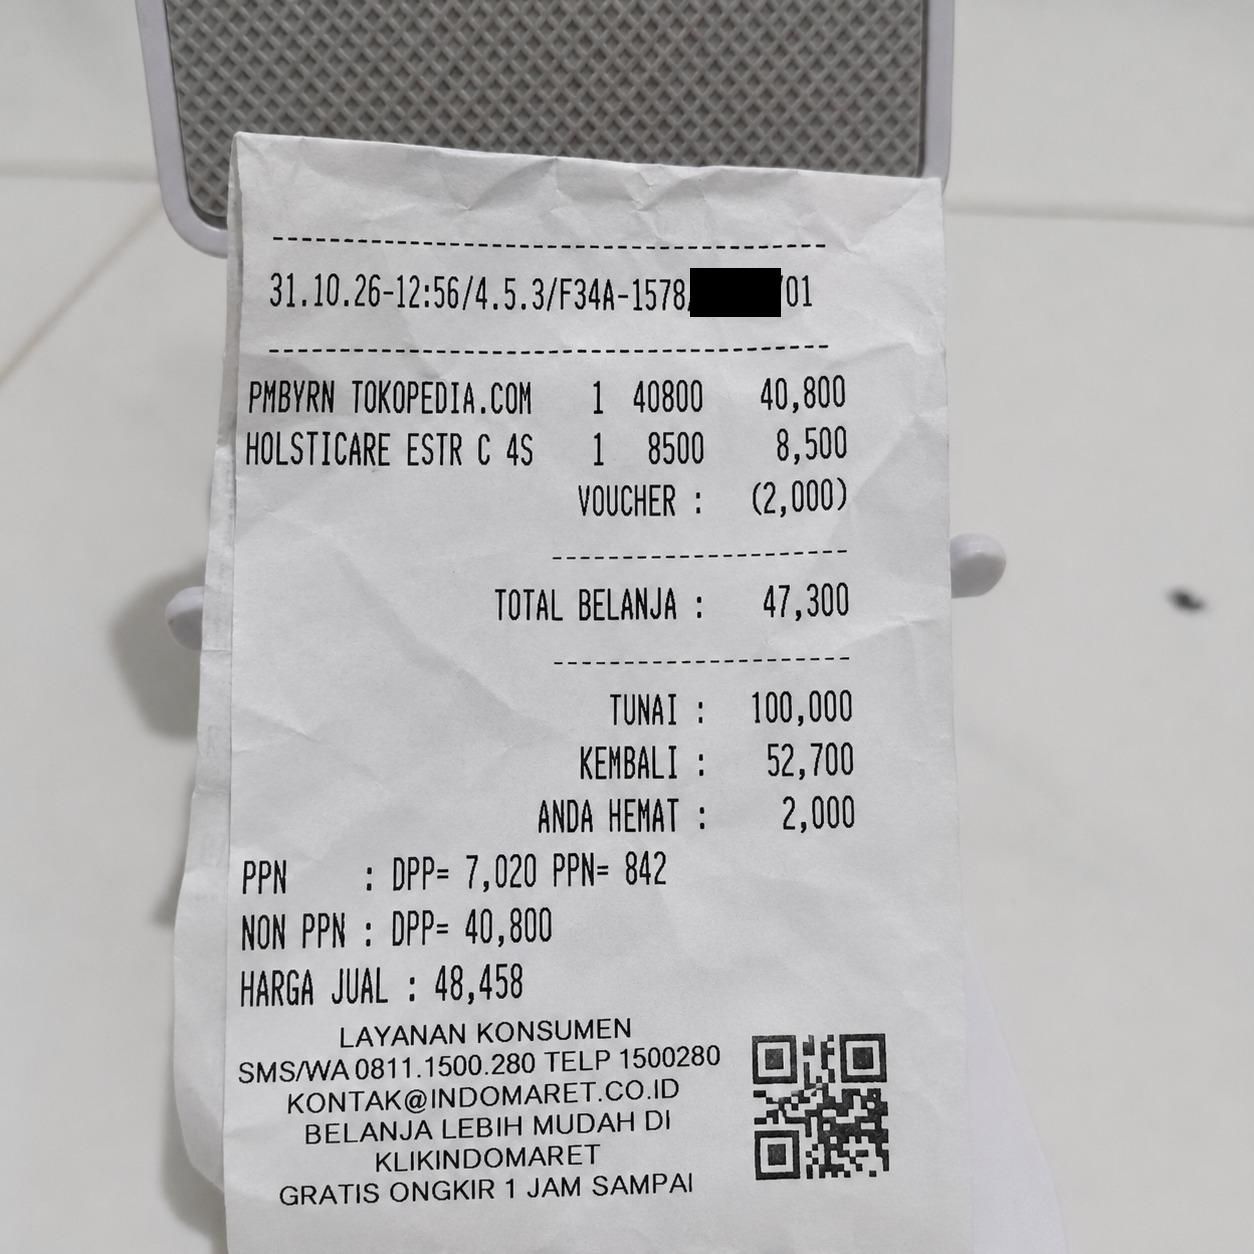 31.10.26-12:56/4.5.3/F34A-1578/ /01
PMBYRN TOKOPEDIA.COM 1 40800 40,800
HOLSTICARE ESTR C 4S 1 8500 8,500
VOUCHER : (2,000)
TOTAL BELANJA : 47,300
TUNAI : 100,000
KEMBALI : 52,700
ANDA HEMAT : 2,000
PPN : DPP= 7,020 PPN= 842
NON PPN : DPP= 40,800
HARGA JUAL : 48,458
LAYANAN KONSUMEN
SMS/WA 0811.1500.280 TELP 1500280
KONTAK@INDOMARET.CO.ID
BELANJA LEBIH MUDAH DI
KLIKINDOMARET
GRATIS ONGKIR 1 JAM SAMPAI